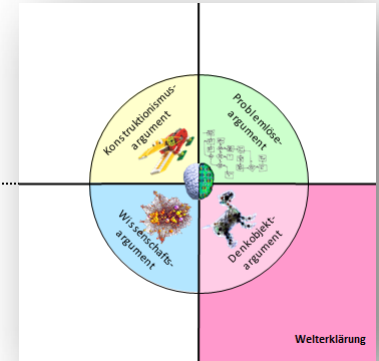 Konstruktionismus-
argument
Problemlöse-
argument
Wissenschafts-
argument
Denkobjekt-
argument
Welterklärung